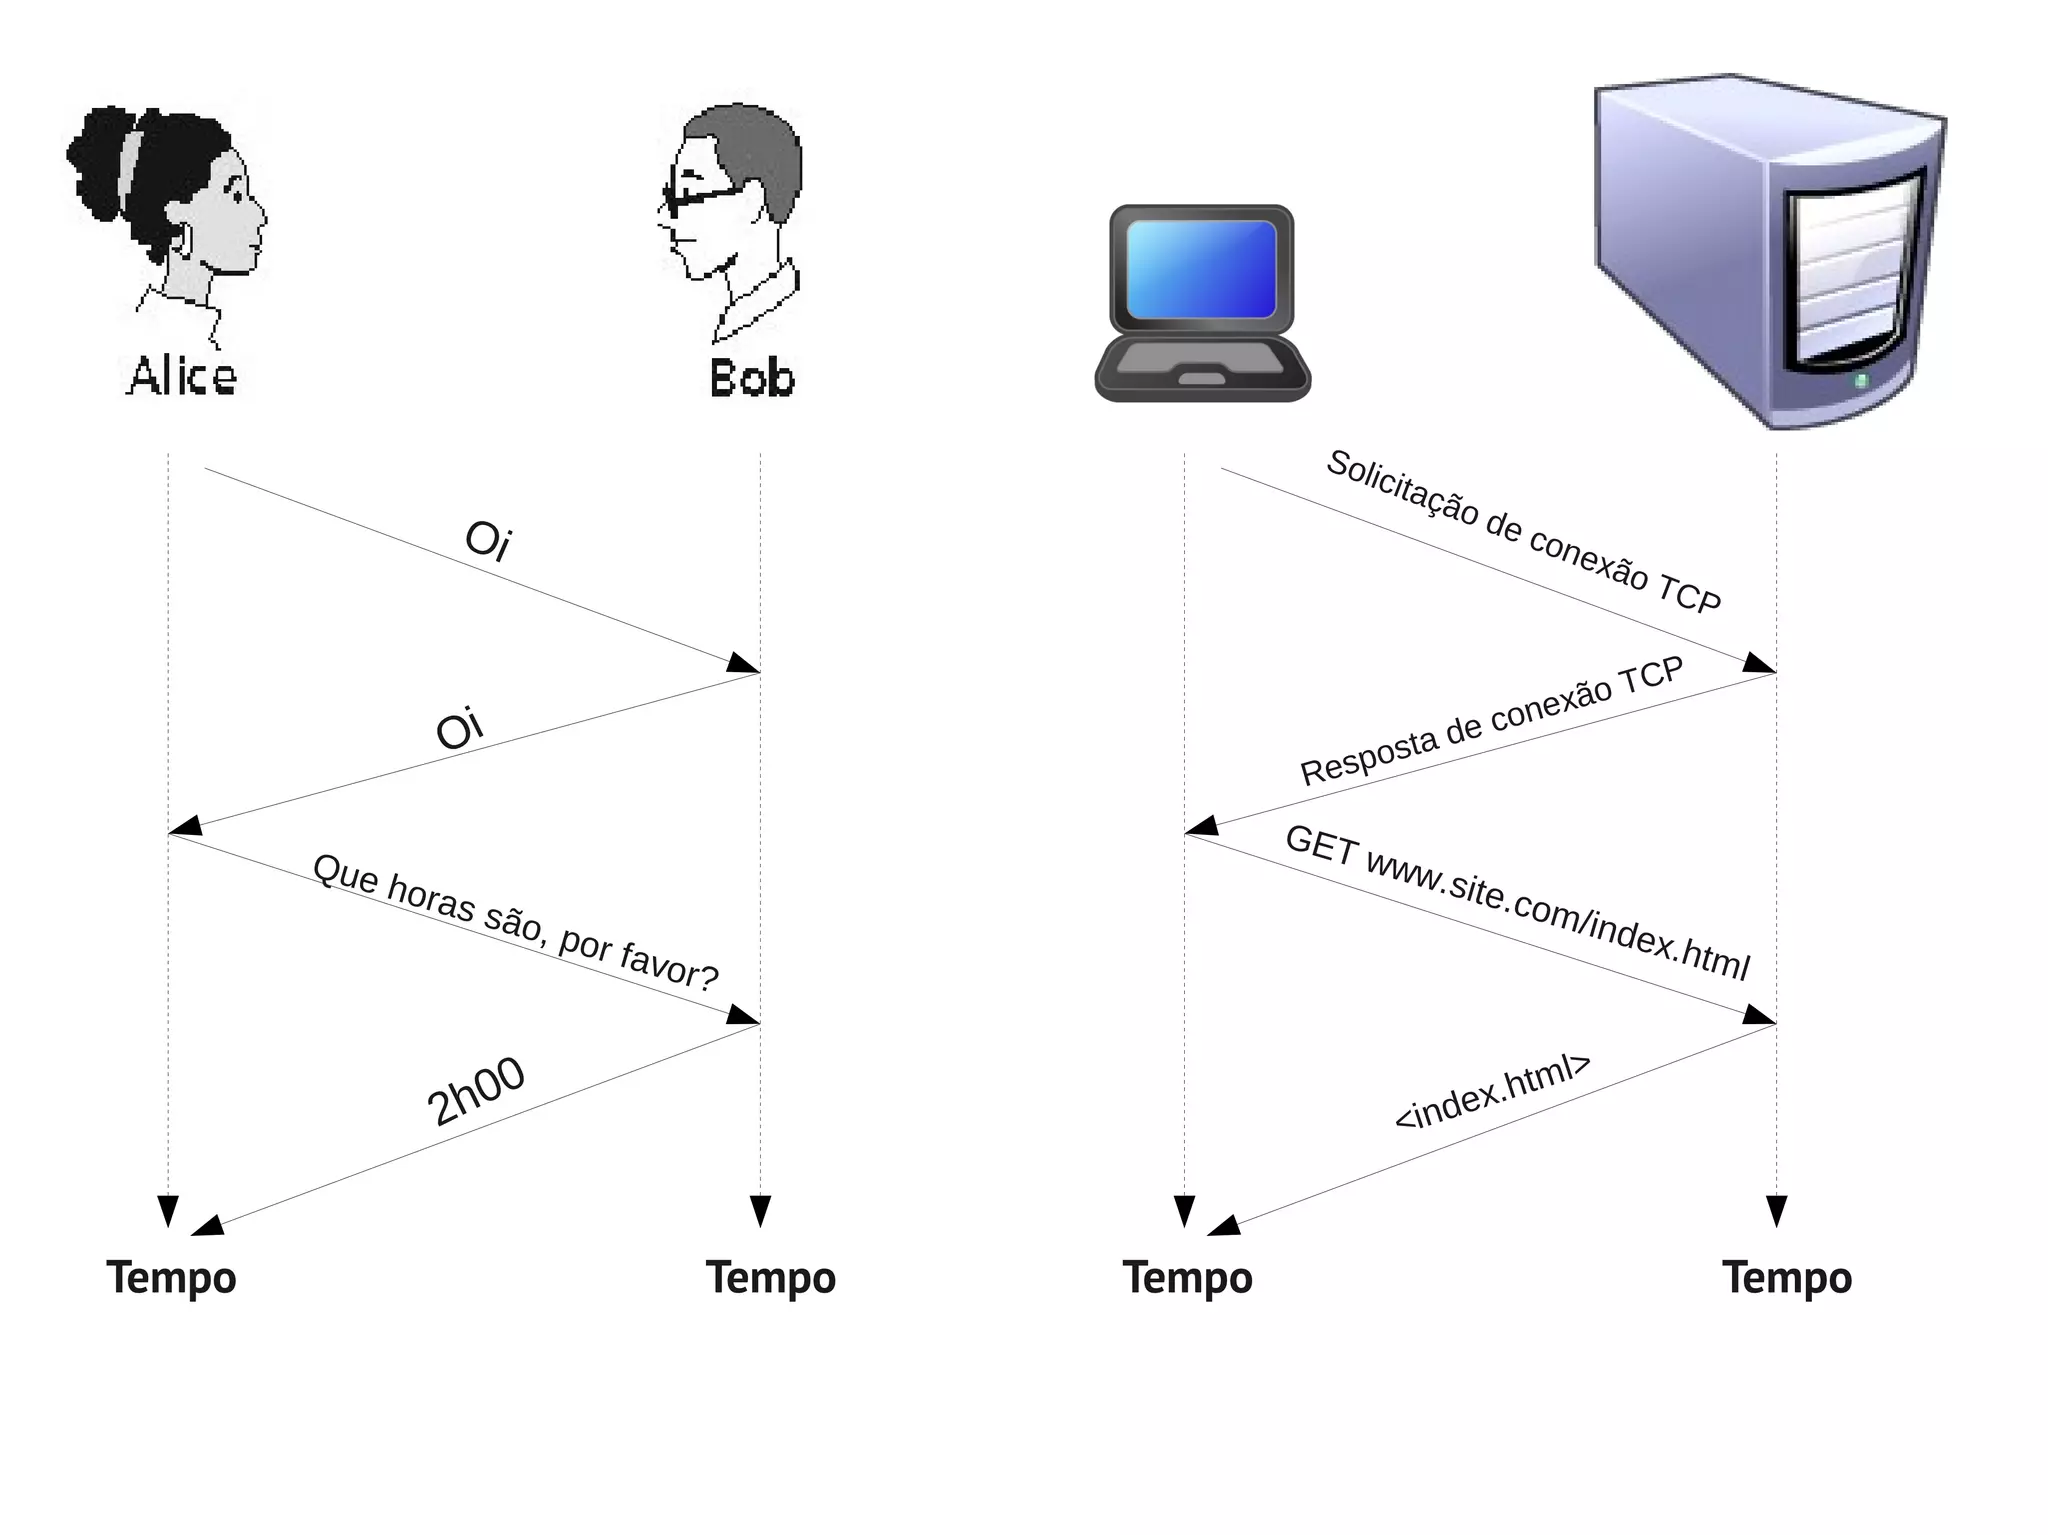 Alice
Bob
Oi
Oi
Que horas são, por favor?
2h00
Tempo
Tempo
Solicitação de conexão TCP
Resposta de conexão TCP
GET www.site.com/index.html
<index.html>
Tempo
Tempo